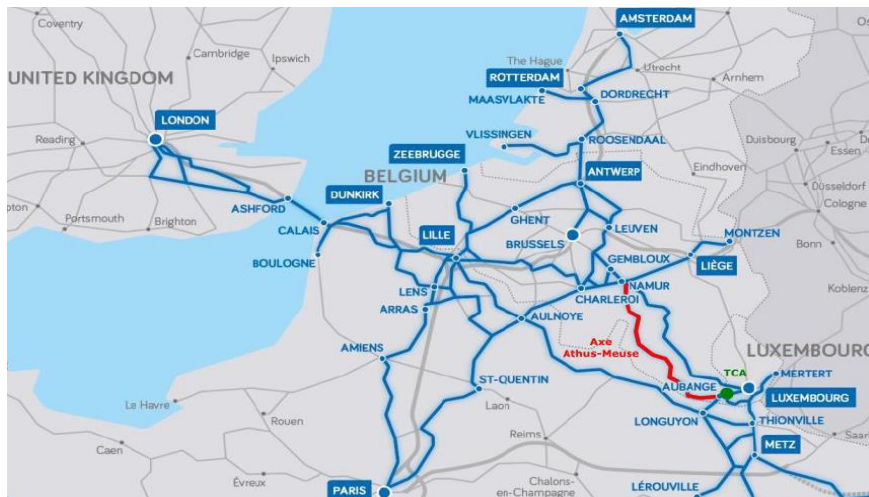 Coventry
Cambridge
Ipswich
UNITED KINGDOM
LONDON
Reading
Portsmouth
Brighton
ASHFORD
CALAIS
BOULOGNE
DUNKIRK
ZEEBRUGGE
BELGIUM
AMSTERDAM
The Hague
Utrecht
Arnhem
ROTTERDAM
MAASVLAKTE
DORDRECHT
VLISSINGEN
ROOSENDAAL
Duisburg
Essen
Eindhoven
Düsseldorf
Cologne
ANTWERP
GHENT
BRUSSELS
LEUVEN
MONTZEN
Bonn
LILLE
GEMBLOUX
LIÈGE
NAMUR
Koblenz
LENS
CHARLEROI
ARRAS
AULNOYE
Axe
Athus-Meuse
AMIENS
LUXEMBOURG
TCA
MERTERT
ST-QUENTIN
AUBANGE
LUXEMBOURG
Le Havre
Laon
Rouen
LONGUYON
THIONVILLE
Reims
Caen
METZ
Évreux
Châlons-
en-Champagne
PARIS
LÉROUVILLE